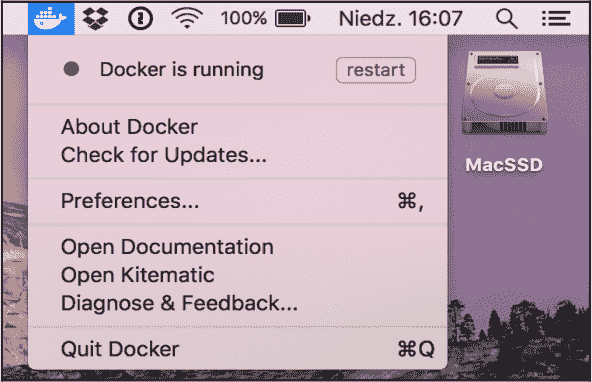 100% Niedz. 16:07
Docker is running restart
About Docker
Check for Updates...
Preferences... ⌘,
Open Documentation
Open Kitematic
Diagnose & Feedback...
Quit Docker ⌘Q
MacSSD